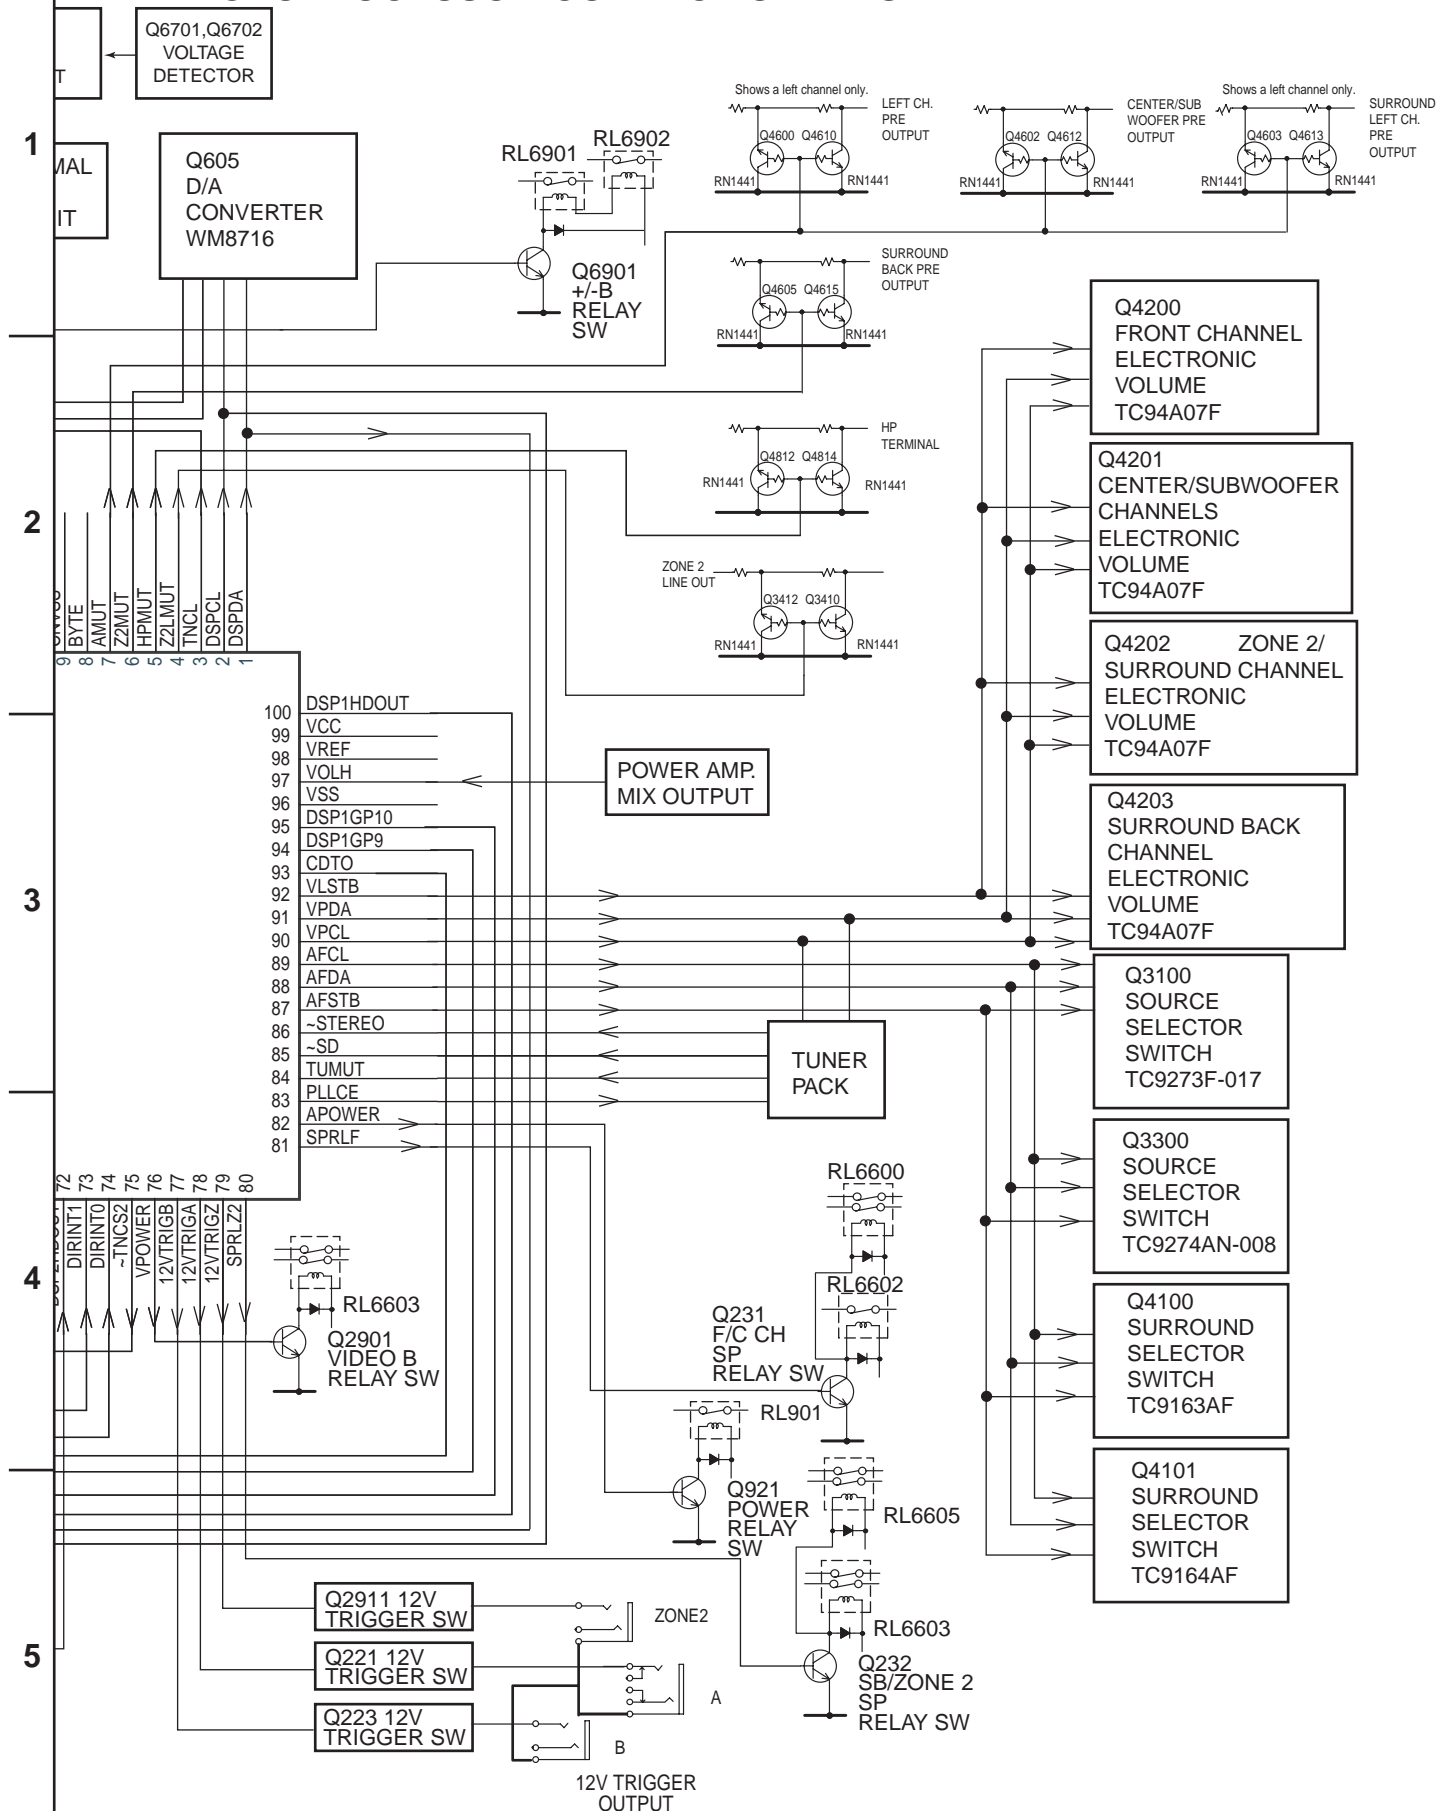 Q6701,Q6702
VOLTAGE
DETECTOR
T
1
MAL
IT
Q605
D/A
CONVERTER
WM8716
RL6901
RL6902
Q6901
+/-B
RELAY
SW
Shows a left channel only.
LEFT CH.
PRE
OUTPUT
Q4600
Q4610
RN1441
RN1441
CENTER/SUB
WOOFER PRE
OUTPUT
Q4602
Q4612
RN1441
RN1441
Shows a left channel only.
SURROUND
LEFT CH.
PRE
OUTPUT
Q4603
Q4613
RN1441
RN1441
SURROUND
BACK PRE
OUTPUT
Q4605
Q4615
RN1441
RN1441
HP
TERMINAL
Q4812
Q4814
RN1441
RN1441
ZONE 2
LINE OUT
Q3412
Q3410
RN1441
RN1441
Q4200
FRONT CHANNEL
ELECTRONIC
VOLUME
TC94A07F
Q4201
CENTER/SUBWOOFER
CHANNELS
ELECTRONIC
VOLUME
TC94A07F
Q4202 ZONE 2/
SURROUND CHANNEL
ELECTRONIC
VOLUME
TC94A07F
Q4203
SURROUND BACK
CHANNEL
ELECTRONIC
VOLUME
TC94A07F
Q3100
SOURCE
SELECTOR
SWITCH
TC9273F-017
Q3300
SOURCE
SELECTOR
SWITCH
TC9274AN-008
Q4100
SURROUND
SELECTOR
SWITCH
TC9163AF
Q4101
SURROUND
SELECTOR
SWITCH
TC9164AF
2
BYTE
AMUT
Z2MUT
HPMUT
Z2LMUT
TNCL
DSPCL
DSPDA
9
8
7
6
5
4
3
2
1
100 DSP1HDOUT
99 VCC
98 VREF
97 VOLH
96 VSS
95 DSP1GP10
94 DSP1GP9
93 CDTO
92 VLSTB
91 VPDA
90 VPCL
89 AFCL
88 AFDA
87 AFSTB
86 ~STEREO
85 ~SD
84 TUMUT
83 PLLCE
82 APOWER
81 SPRLF
POWER AMP.
MIX OUTPUT
3
TUNER
PACK
72
73
74
75
76
77
78
79
80
DIRINT1
DIRINT0
~TNCS2
VPOWER
12VTRIGB
12VTRIGA
12VTRIGZ
SPRLZ2
4
RL6603
Q2901
VIDEO B
RELAY SW
RL6600
RL6602
Q231
F/C CH
SP
RELAY SW
RL901
Q921
POWER
RELAY
SW
RL6605
RL6603
Q232
SB/ZONE 2
SP
RELAY SW
5
Q2911 12V
TRIGGER SW
Q221 12V
TRIGGER SW
Q223 12V
TRIGGER SW
ZONE2
A
B
12V TRIGGER
OUTPUT